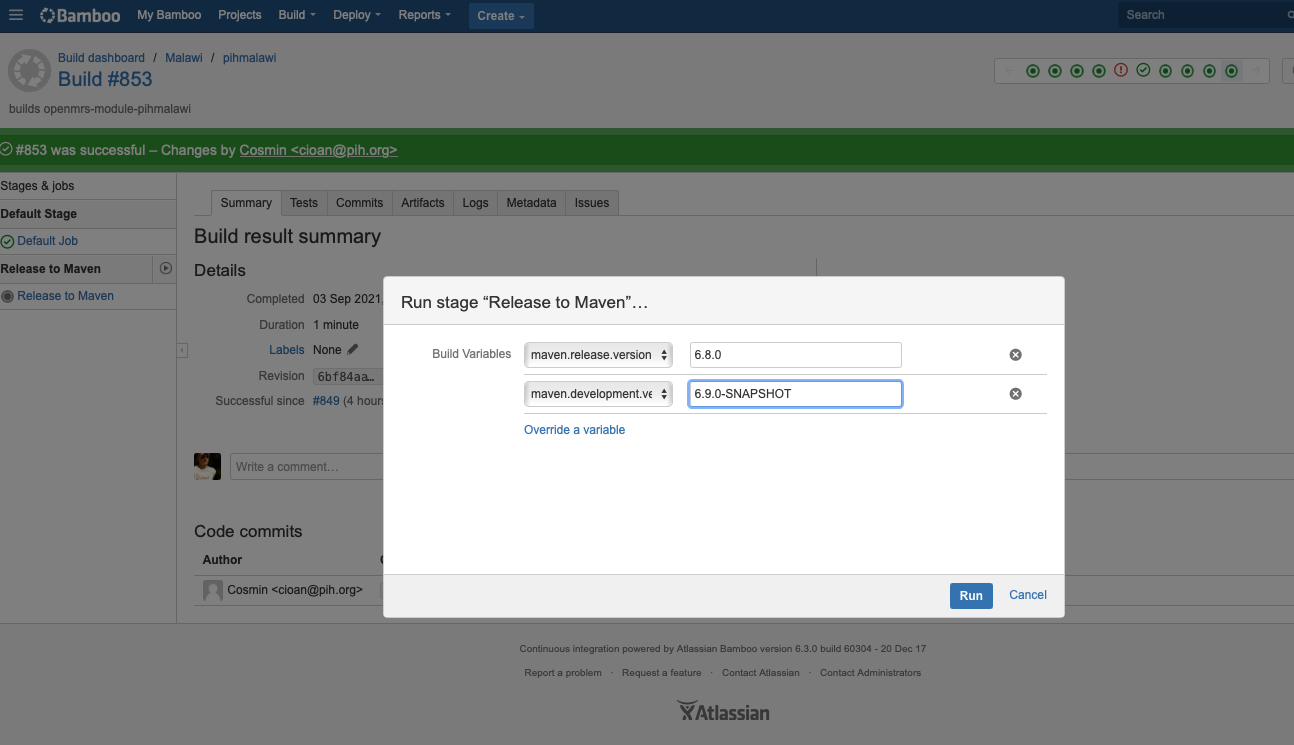 Bamboo My Bamboo Projects Build Deploy Reports Create Search
Build dashboard / Malawi / pihmalawi
Build #853
builds openmrs-module-pihmalawi
#853 was successful – Changes by Cosmin <cioan@pih.org>
Stages & jobs
Default Stage
Default Job
Release to Maven
Release to Maven
Summary Tests Commits Artifacts Logs Metadata Issues
Build result summary
Details
Completed 03 Sep 2021,
Duration 1 minute
Labels None
Revision 6bf84aa…
Successful since #849 (4 hours
Write a comment…
Code commits
Author
Cosmin <cioan@pih.org>
Run stage “Release to Maven”…
Build Variables maven.release.version 6.8.0
maven.development.ve 6.9.0-SNAPSHOT
Override a variable
Run Cancel
Continuous integration powered by Atlassian Bamboo version 6.3.0 build 60304 - 20 Dec 17
Report a problem · Request a feature · Contact Atlassian · Contact Administrators
Atlassian